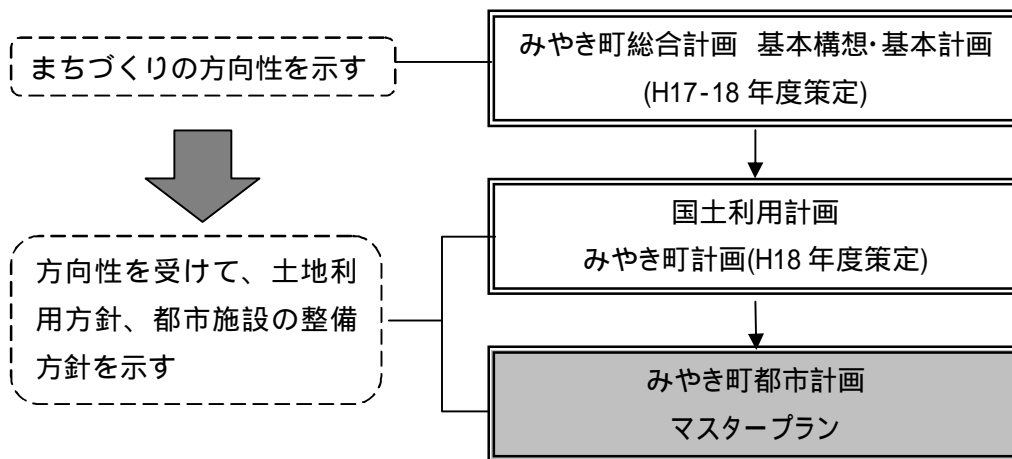 まちづくりの方向性を示す
みやき町総合計画 基本構想･基本計画
(H17-18 年度策定)
国土利用計画
みやき町計画(H18 年度策定)
方向性を受けて、土地利
用方針、都市施設の整備
方針を示す
みやき町都市計画
マスタープラン